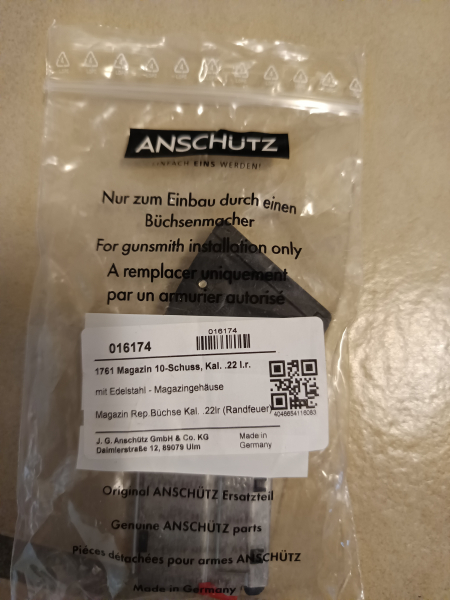 ANSCHÜTZ
EINFACH EINS WERDEN!
Nur zum Einbau durch einen
Büchsenmacher
For gunsmith installation only
A remplacer uniquement
par un armurier autorisé
016174
016174
1761 Magazin 10-Schuss, Kal. .22 l.r.
mit Edelstahl - Magazingehäuse
Magazin Rep.Büchse Kal. .22lr (Randfeuer)
4046654116083
J. G. Anschütz GmbH & Co. KG
Daimlerstraße 12, 89079 Ulm
Made in
Germany
Original ANSCHÜTZ Ersatzteil
Genuine ANSCHÜTZ parts
Pièces détachées pour armes ANSCHÜTZ
Made in Germany